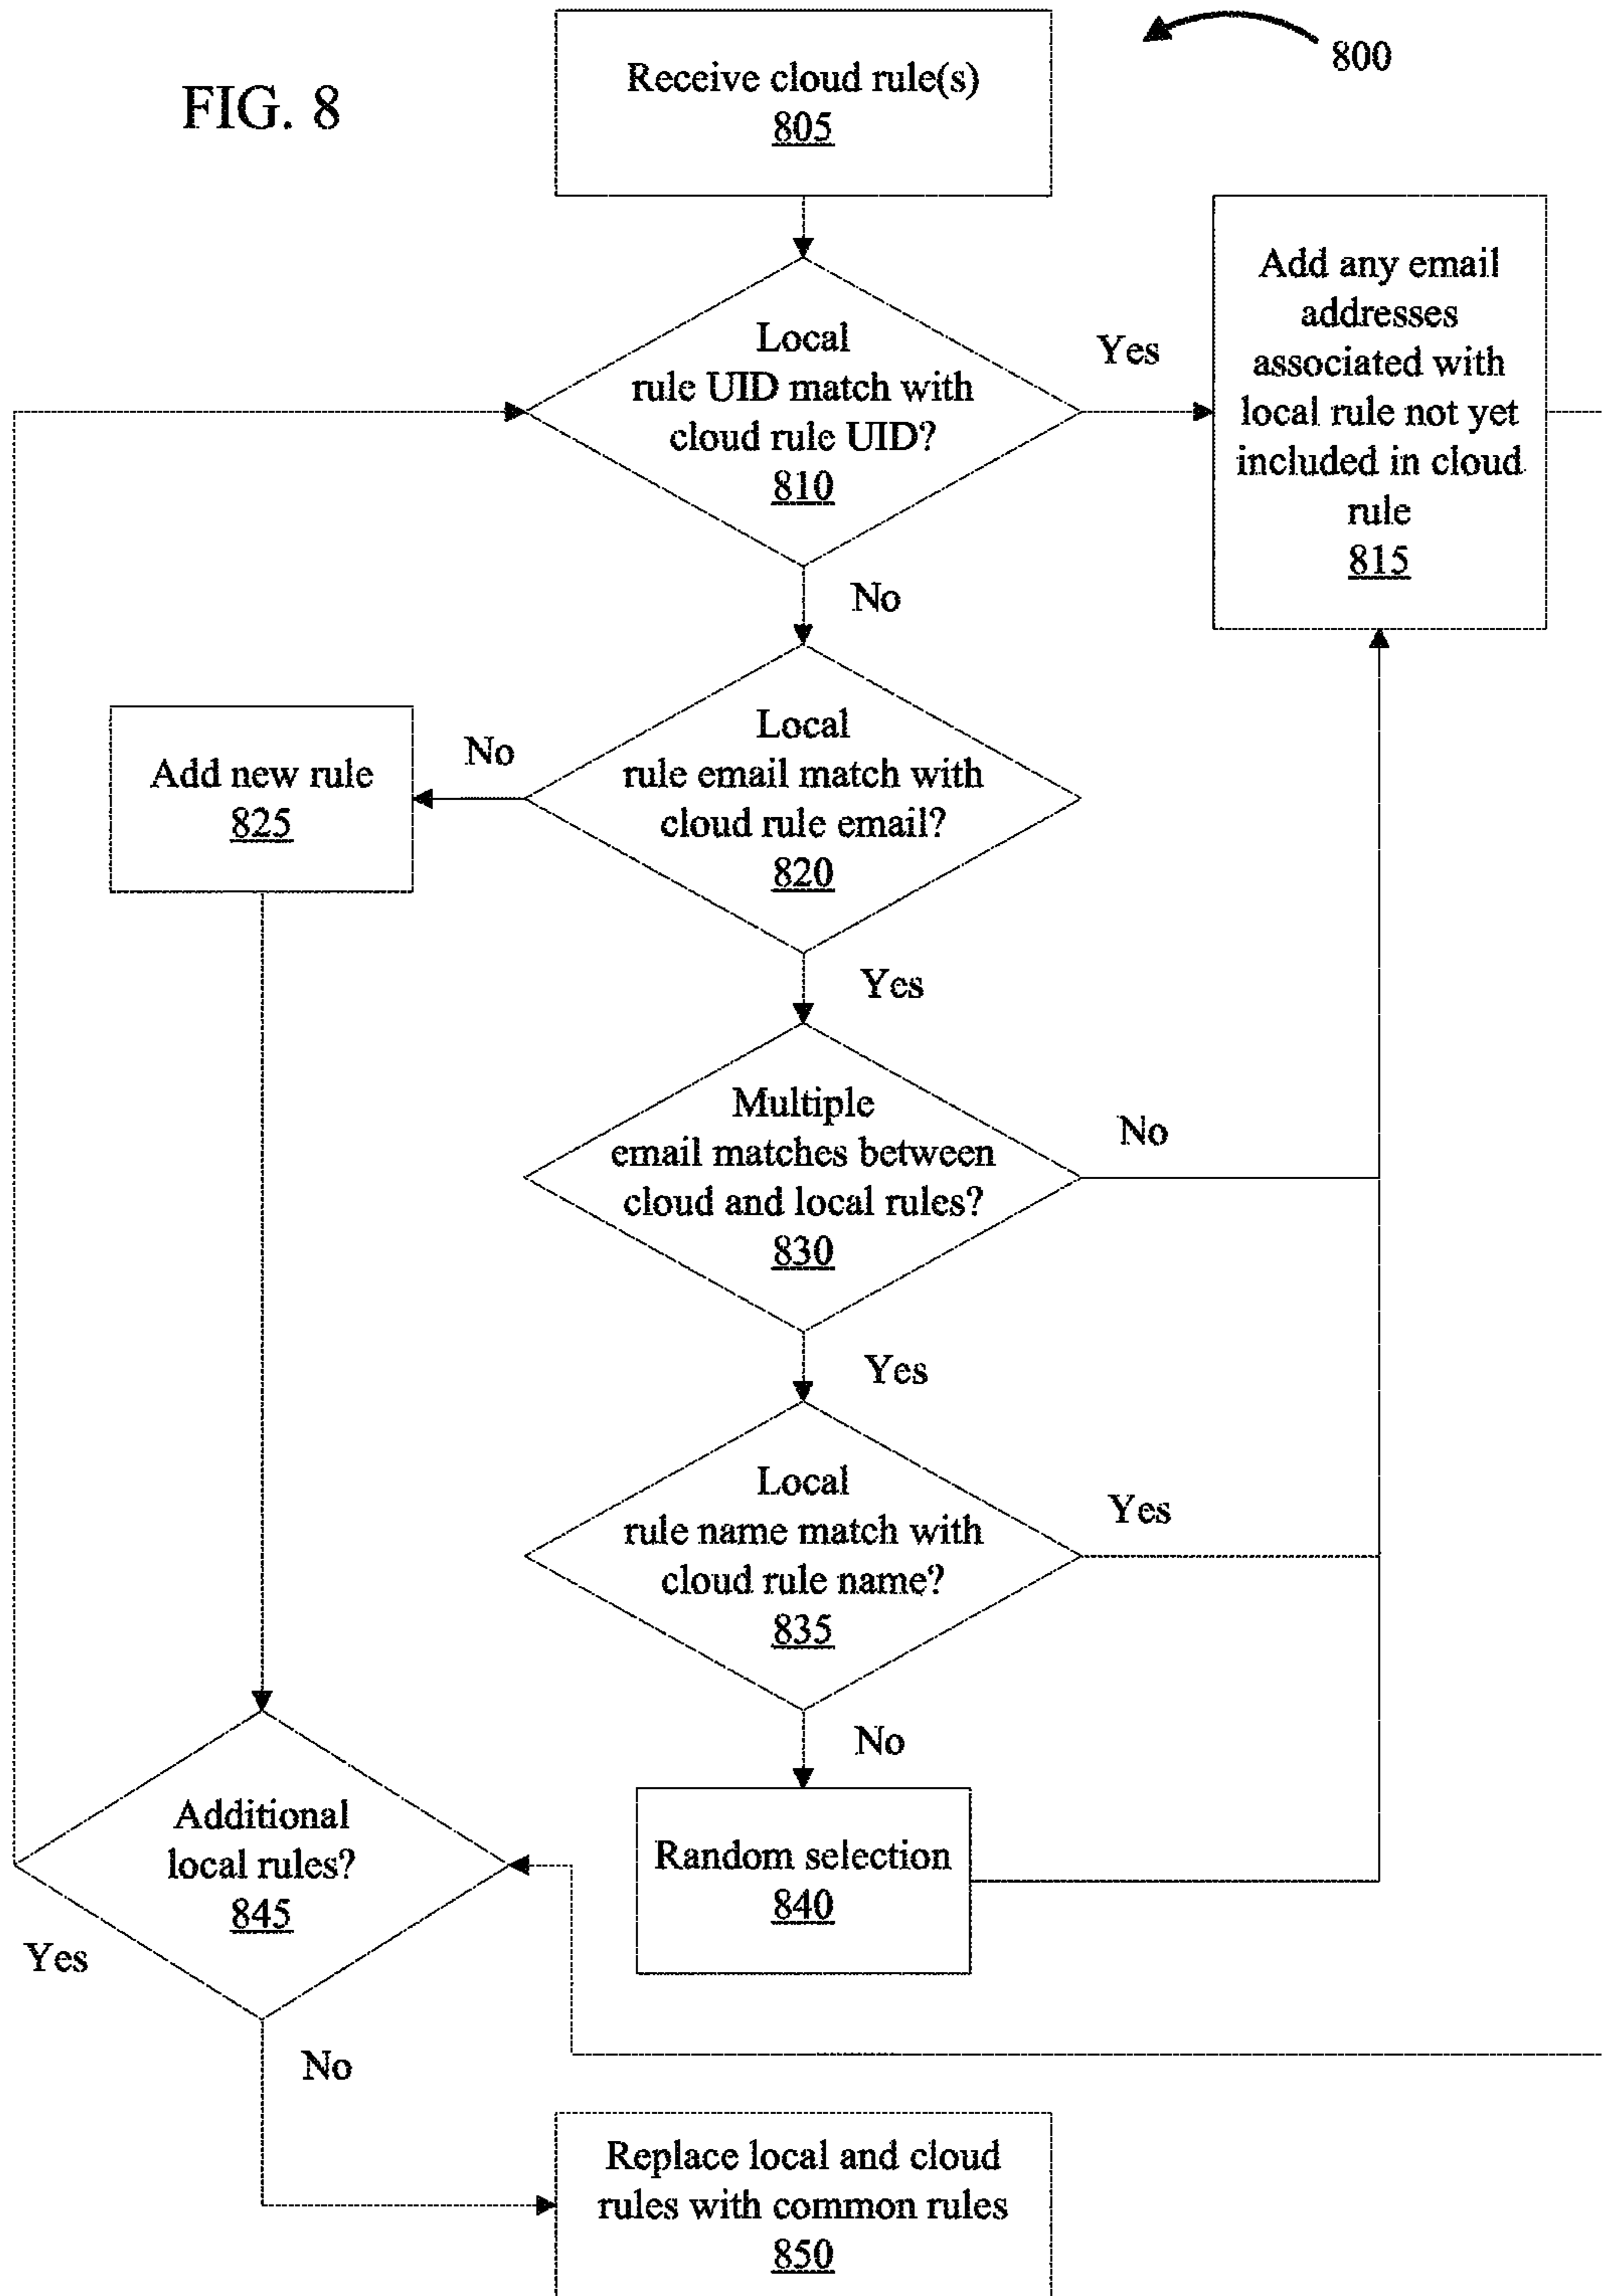 FIG. 8
800
Receive cloud rule(s)
805
Local
rule UID match with
cloud rule UID?
810
Yes
Add any email
addresses
associated with
local rule not yet
included in cloud
rule
815
No
Local
rule email match with
cloud rule email?
820
No
Add new rule
825
Yes
Multiple
email matches between
cloud and local rules?
830
No
Yes
Local
rule name match with
cloud rule name?
835
Yes
No
Random selection
840
Additional
local rules?
845
Yes
No
Replace local and cloud
rules with common rules
850